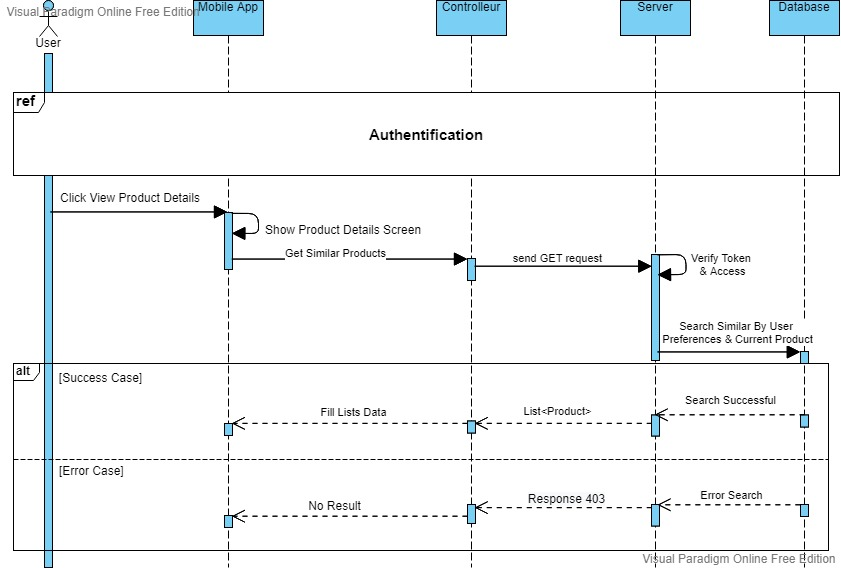 Visual Paradigm Online Free Edition
User
Mobile App
Controlleur
Server
Database
ref
Authentification
Click View Product Details
Show Product Details Screen
Get Similar Products
send GET request
Verify Token
& Access
Search Similar By User
Preferences & Current Product
alt
[Success Case]
Search Successful
List<Product>
Fill Lists Data
[Error Case]
Error Search
Response 403
No Result
Visual Paradigm Online Free Edition